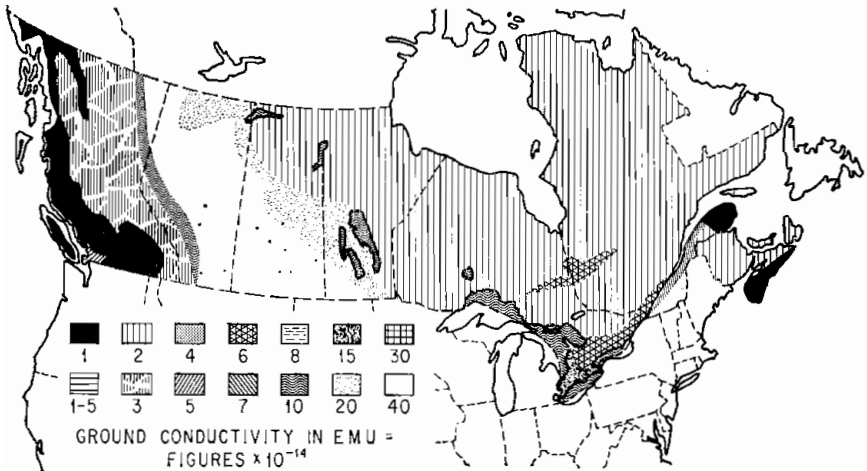 1 2 4 6 8 15 30
1-5 3 5 7 10 20 40
GROUND CONDUCTIVITY IN EMU =
FIGURES × 10⁻¹⁴